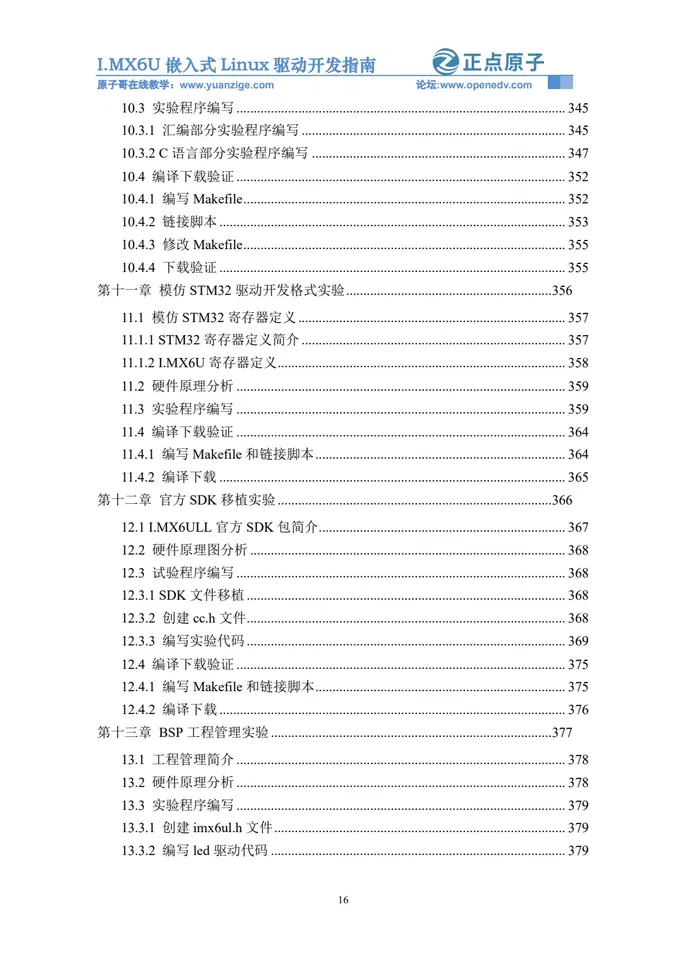 I.MX6U 嵌入式 Linux 驱动开发指南
正点原子
原子哥在线教学：www.yuanzige.com
论坛:www.openedv.com
10.3 实验程序编写 345
10.3.1 汇编部分实验程序编写 345
10.3.2 C 语言部分实验程序编写 347
10.4 编译下载验证 352
10.4.1 编写 Makefile 352
10.4.2 链接脚本 353
10.4.3 修改 Makefile 355
10.4.4 下载验证 355
第十一章 模仿 STM32 驱动开发格式实验 356
11.1 模仿 STM32 寄存器定义 357
11.1.1 STM32 寄存器定义简介 357
11.1.2 I.MX6U 寄存器定义 358
11.2 硬件原理分析 359
11.3 实验程序编写 359
11.4 编译下载验证 364
11.4.1 编写 Makefile 和链接脚本 364
11.4.2 编译下载 365
第十二章 官方 SDK 移植实验 366
12.1 I.MX6ULL 官方 SDK 包简介 367
12.2 硬件原理图分析 368
12.3 试验程序编写 368
12.3.1 SDK 文件移植 368
12.3.2 创建 cc.h 文件 368
12.3.3 编写实验代码 369
12.4 编译下载验证 375
12.4.1 编写 Makefile 和链接脚本 375
12.4.2 编译下载 376
第十三章 BSP 工程管理实验 377
13.1 工程管理简介 378
13.2 硬件原理分析 378
13.3 实验程序编写 379
13.3.1 创建 imx6ul.h 文件 379
13.3.2 编写 led 驱动代码 379
16